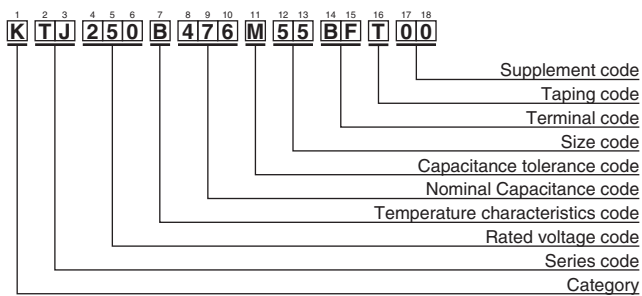 1 2 3 4 5 6 7 8 9 10 11 12 13 14 15 16 17 18
K TJ 250 B 476 M 55 BF T 00
Supplement code
Taping code
Terminal code
Size code
Capacitance tolerance code
Nominal Capacitance code
Temperature characteristics code
Rated voltage code
Series code
Category